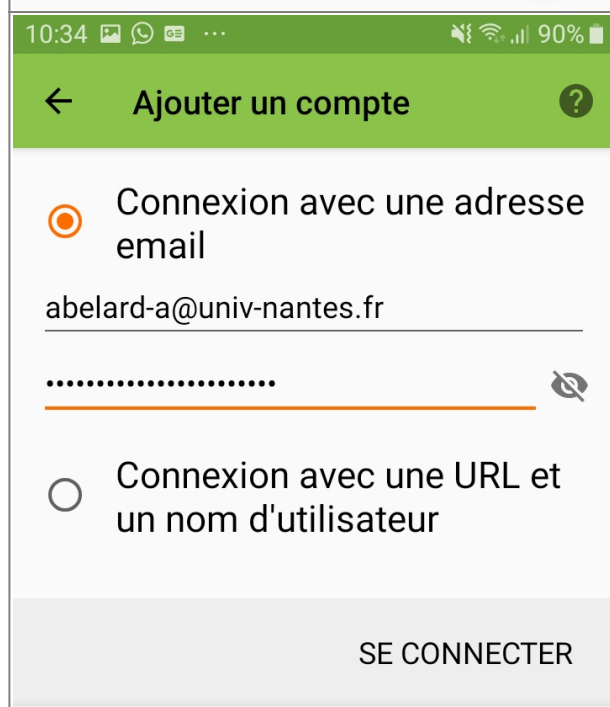 10:34 90%
Ajouter un compte
Connexion avec une adresse
email
abelard-a@univ-nantes.fr
•••••••••••••••••••••••
Connexion avec une URL et
un nom d'utilisateur
SE CONNECTER